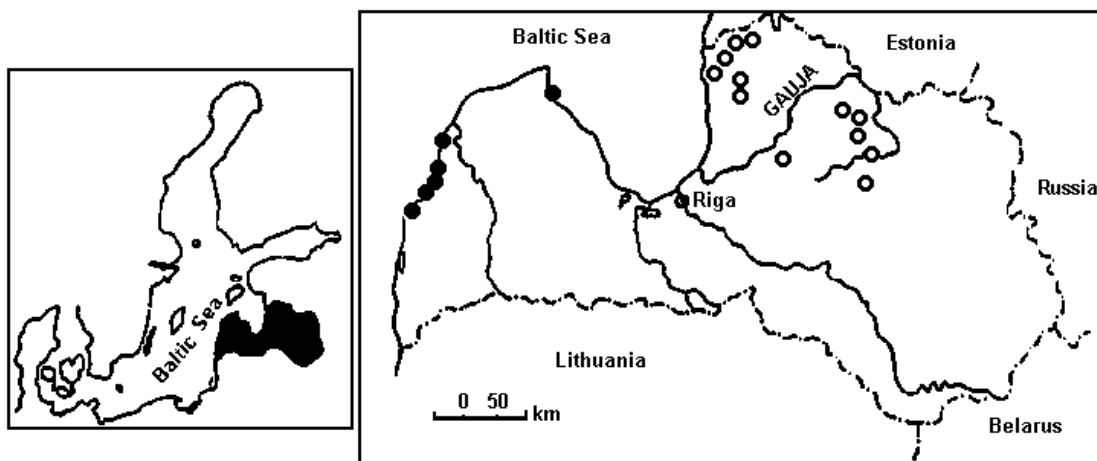 Baltic Sea
Baltic Sea
Estonia
GAUJA
Russia
Riga
Lithuania
0 50
km
Belarus